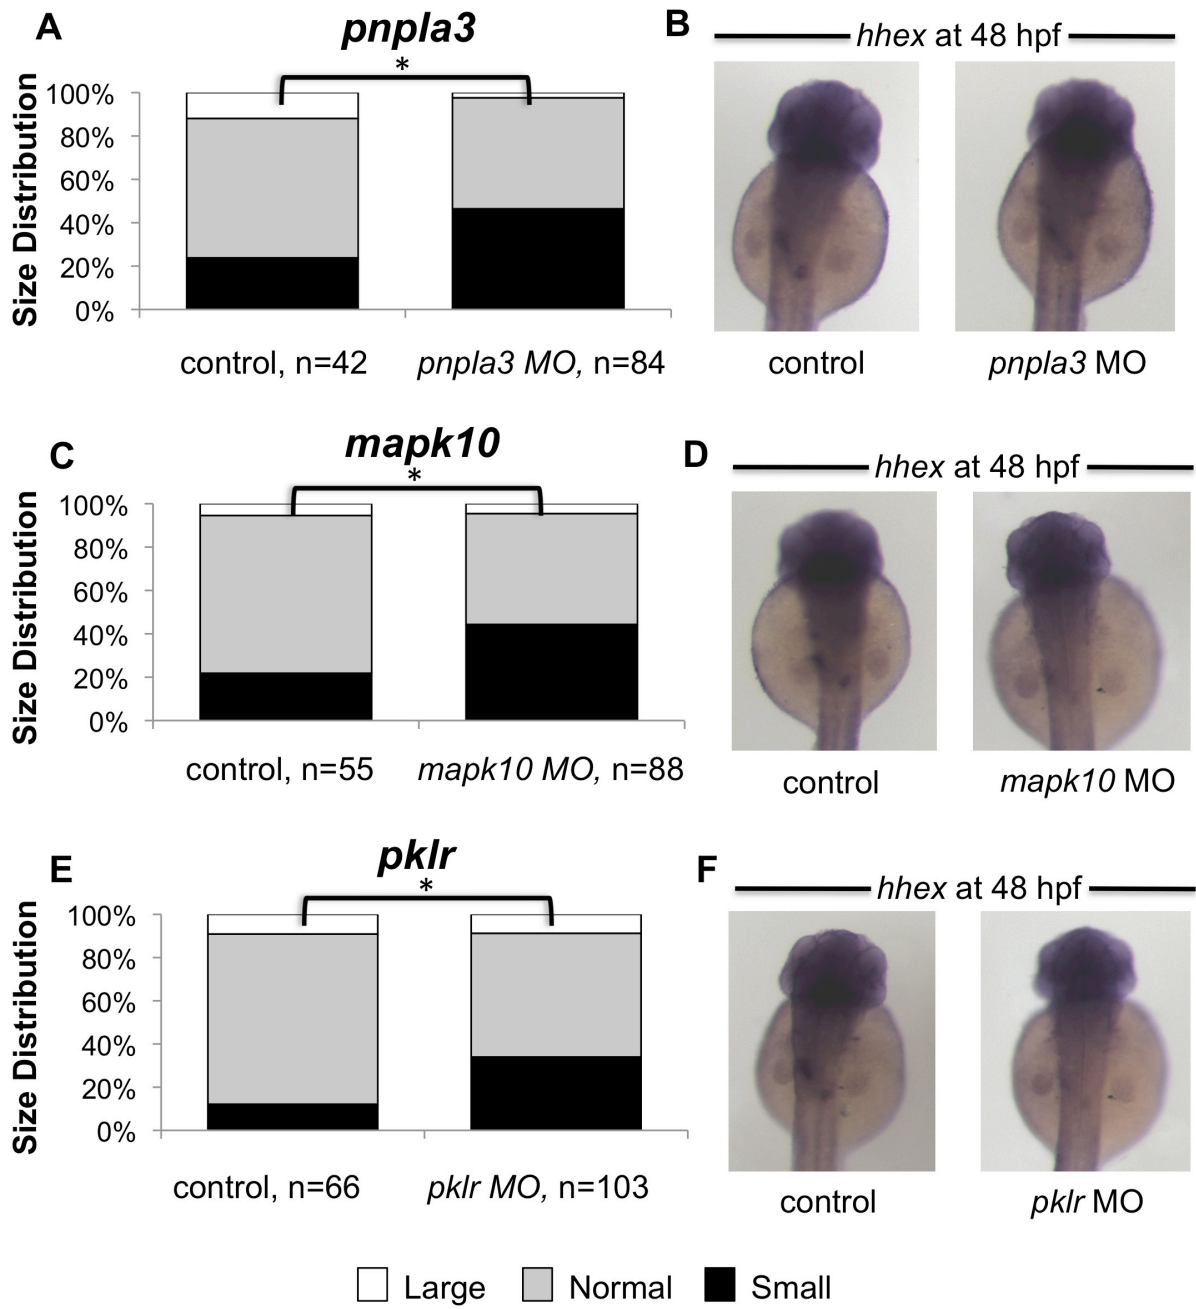 A
pnpla3
*
Size Distribution
100%
80%
60%
40%
20%
0%
control, n=42
pnpla3 MO, n=84
B
hhex at 48 hpf
control
pnpla3 MO
C
mapk10
*
Size Distribution
100%
80%
60%
40%
20%
0%
control, n=55
mapk10 MO, n=88
D
hhex at 48 hpf
control
mapk10 MO
E
pklr
*
Size Distribution
100%
80%
60%
40%
20%
0%
control, n=66
pklr MO, n=103
F
hhex at 48 hpf
control
pklr MO
Large
Normal
Small